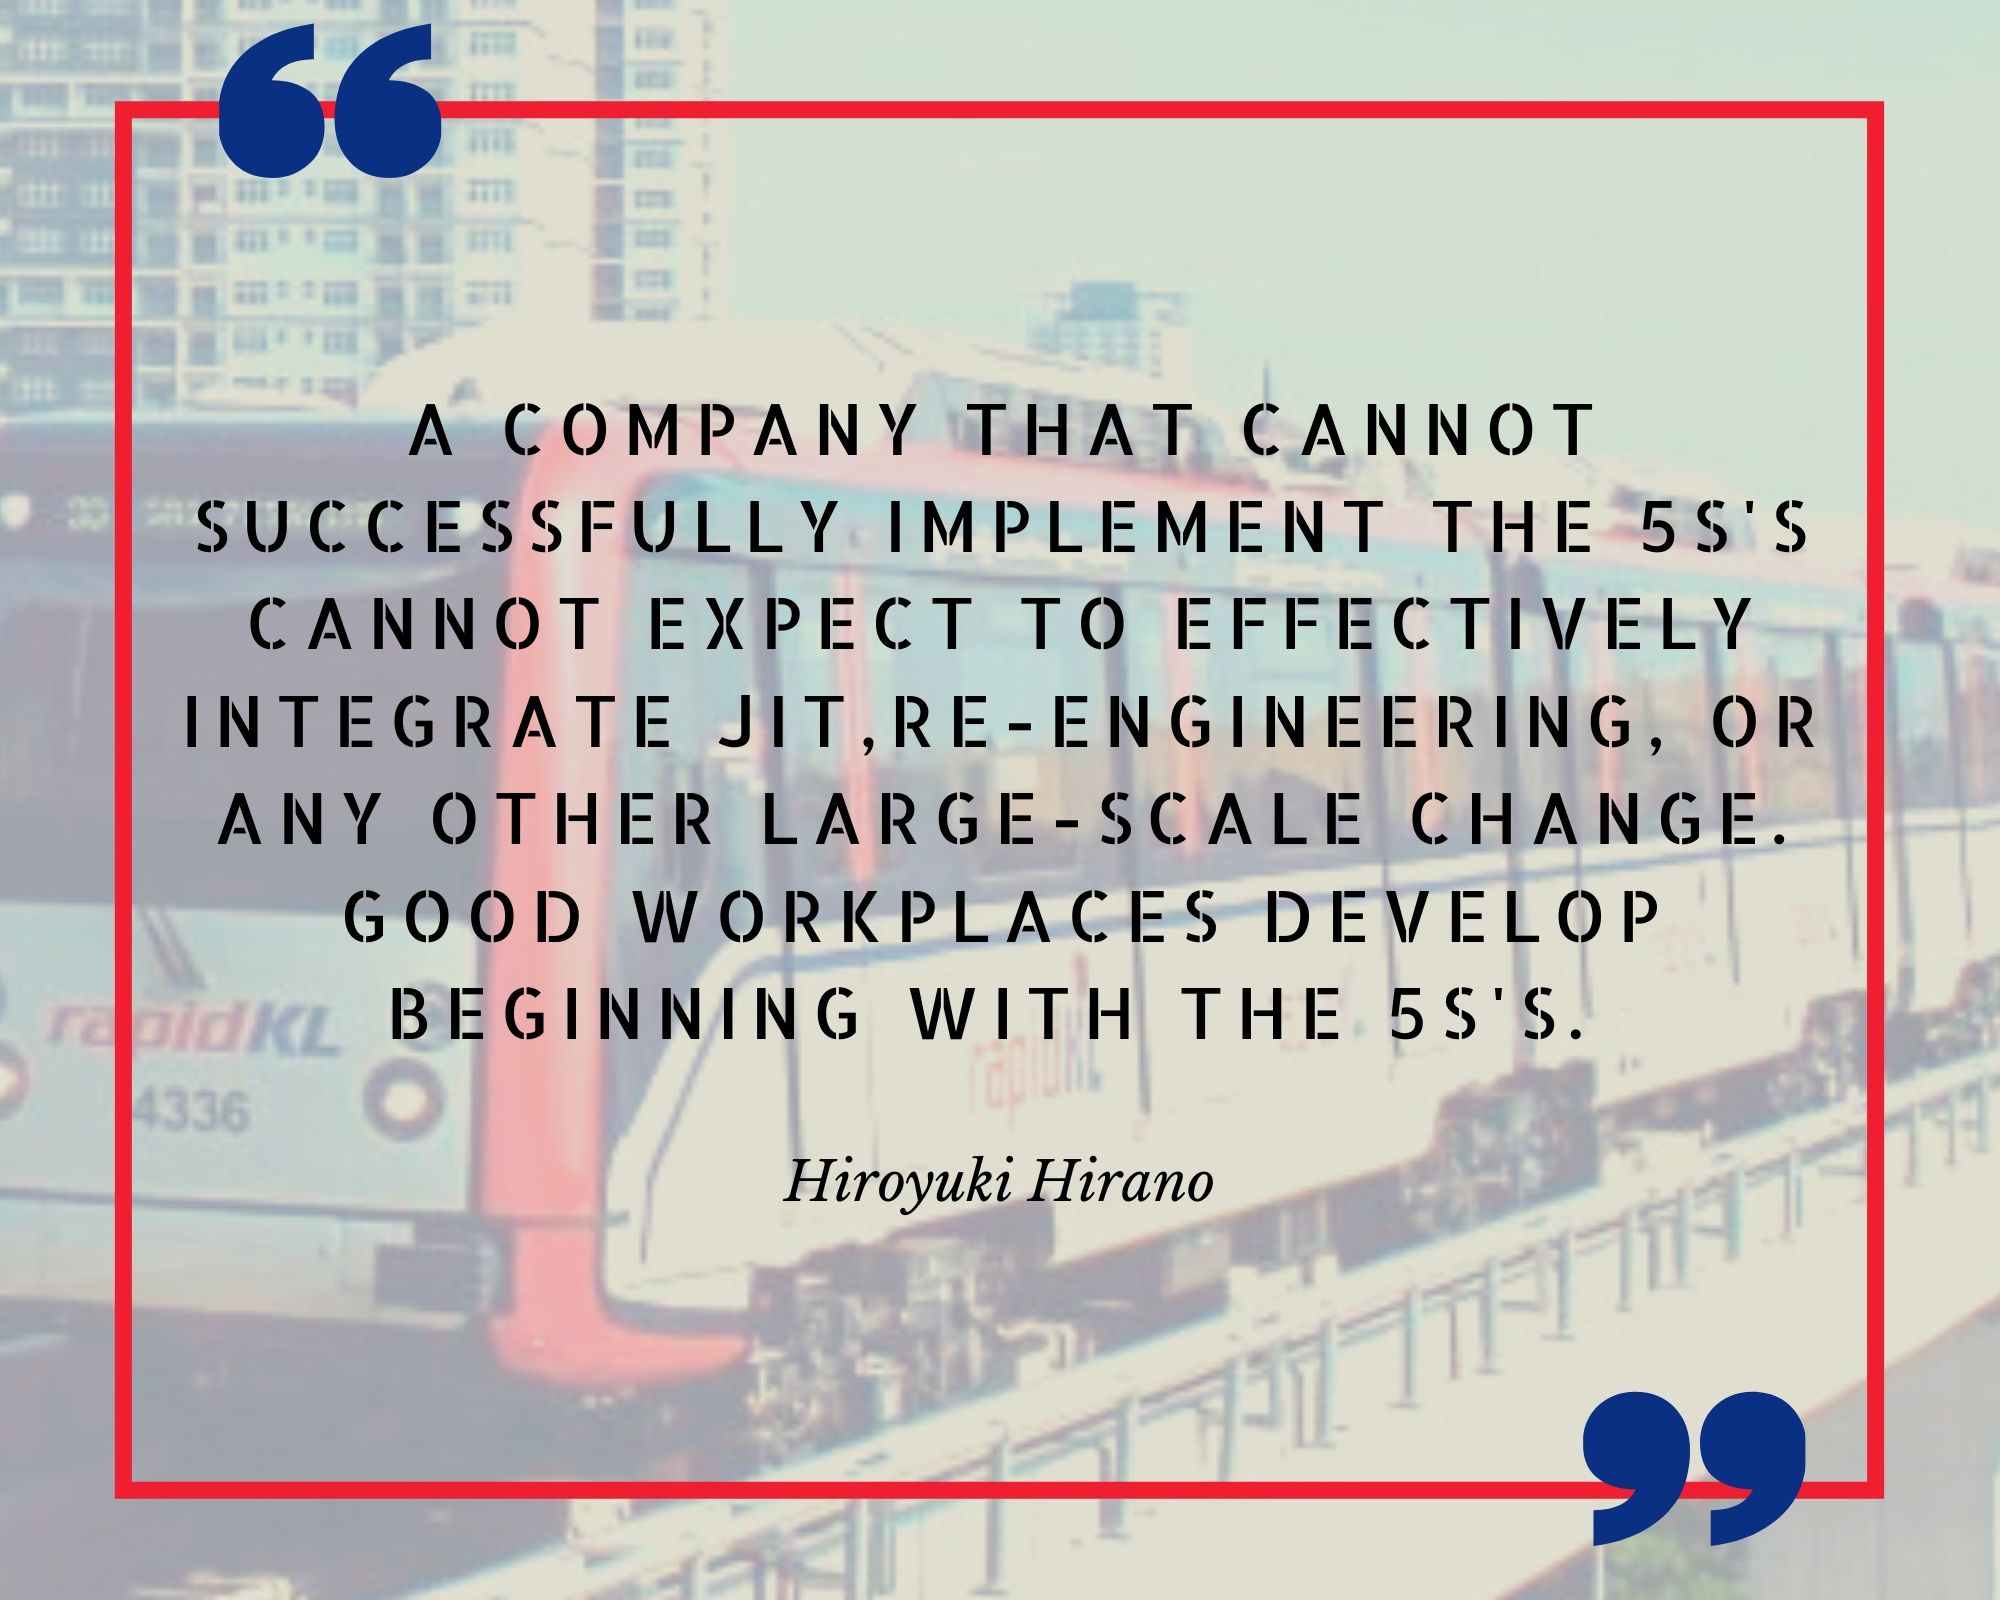 A COMPANY THAT CANNOT
SUCCESSFULLY IMPLEMENT THE 5S'S
CANNOT EXPECT TO EFFECTIVELY
INTEGRATE JIT,RE-ENGINEERING, OR
ANY OTHER LARGE-SCALE CHANGE.
GOOD WORKPLACES DEVELOP
BEGINNING WITH THE 5S'S.
Hiroyuki Hirano
rapidKL
4336
rapidKL